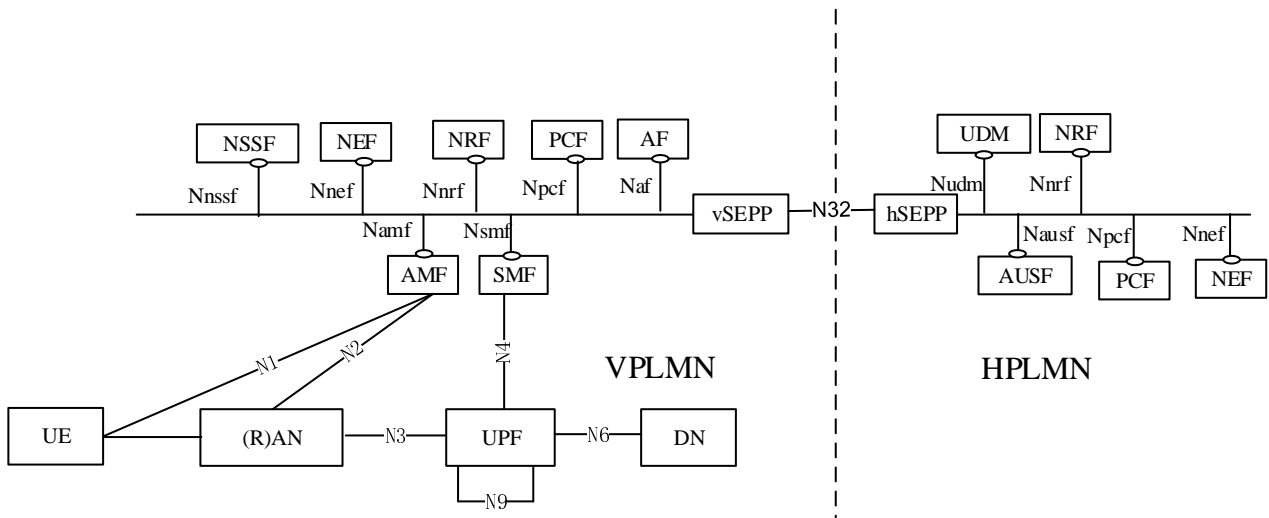 NSSF
NEF
NRF
PCF
AF
UDM
NRF
Nnssf
Nnef
Nnrf
Npcf
Naf
Nudm
Nnrf
vSEPP
N32
hSEPP
Namf
Nsmf
Nausf
Npcf
Nnef
AMF
SMF
AUSF
PCF
NEF
N1
N2
N4
VPLMN
HPLMN
UE
(R)AN
N3
UPF
N6
DN
N9